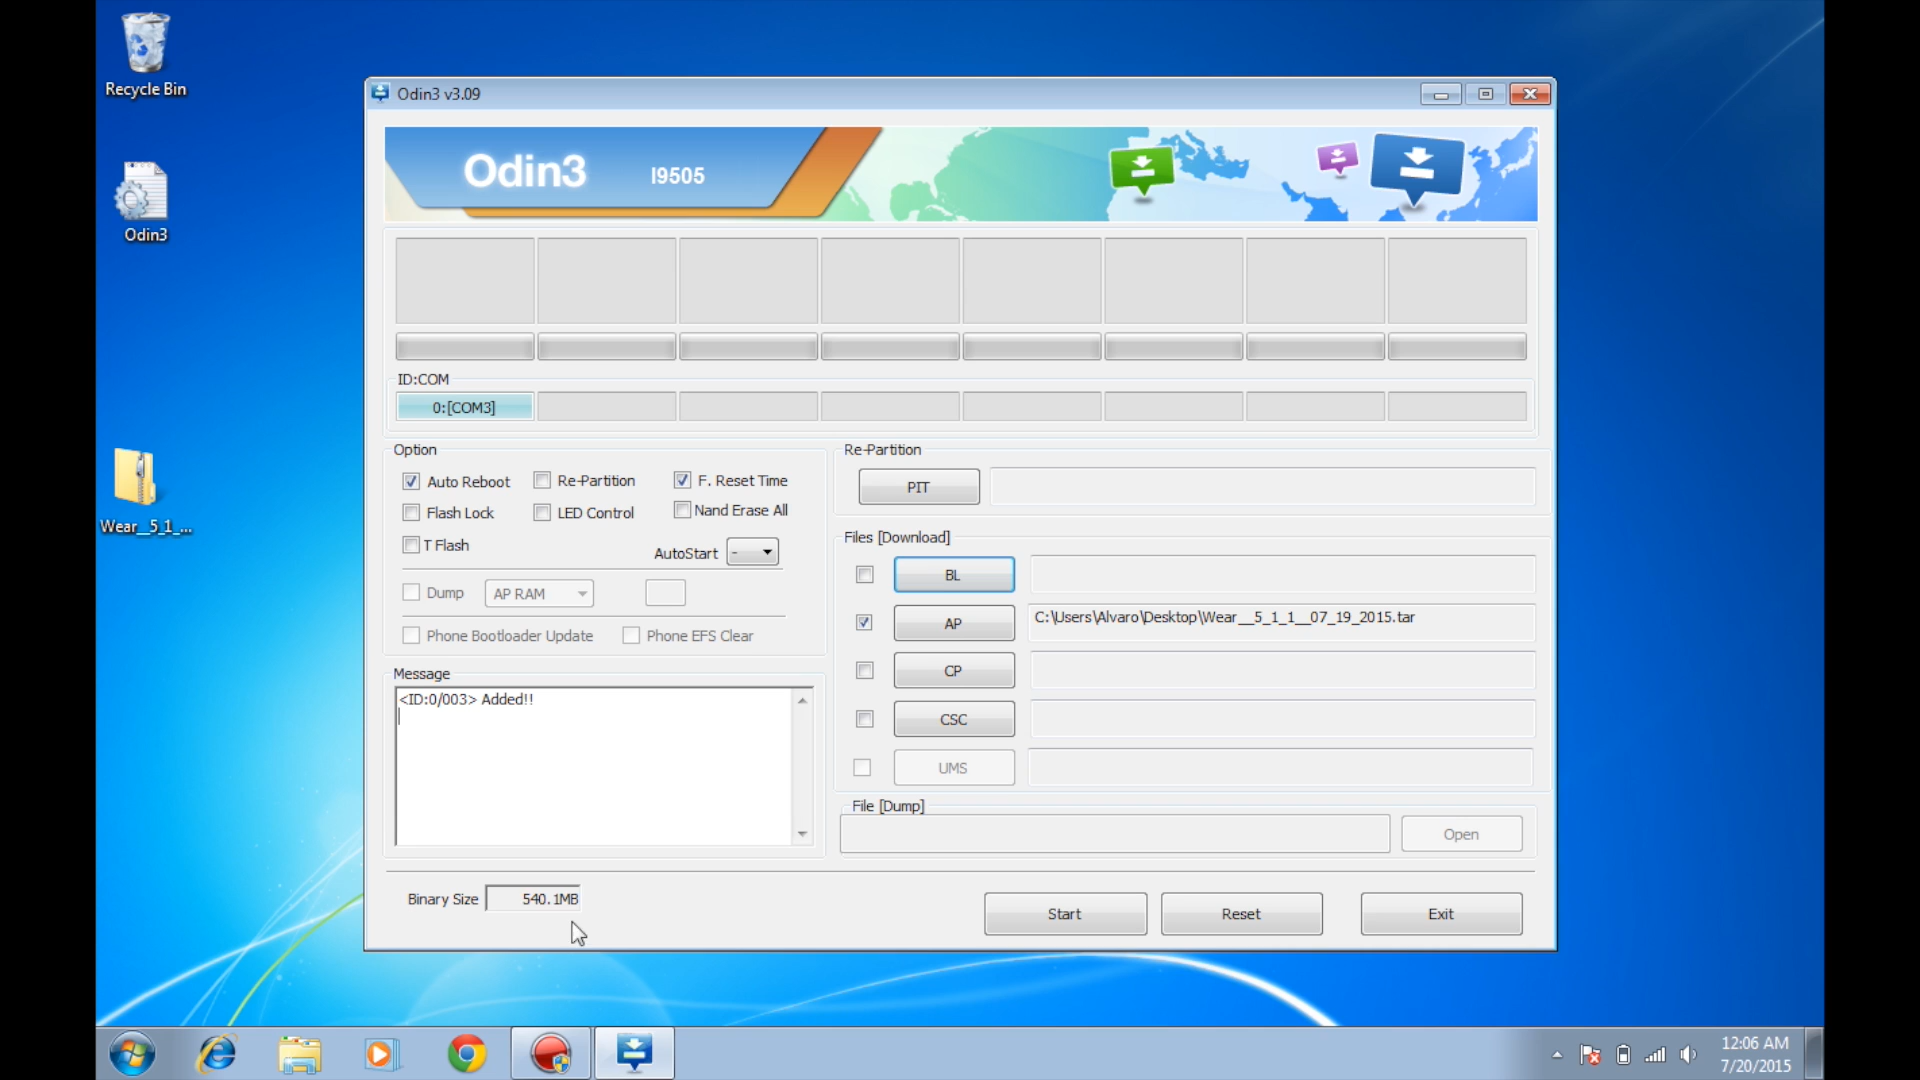 Recycle Bin
Odin3
Wear__5_1_...
Odin3 v3.09
Odin3 I9505
ID:COM
0:[COM3]
Option
Auto Reboot Re-Partition F. Reset Time
Flash Lock LED Control Nand Erase All
T Flash AutoStart -
Dump AP RAM
Phone Bootloader Update Phone EFS Clear
Message
<ID:0/003> Added!!
Re-Partition
PIT
Files [Download]
BL
AP C:\Users\Alvaro\Desktop\Wear__5_1_1__07_19_2015.tar
CP
CSC
UMS
File [Dump]
Open
Binary Size 540.1MB
Start Reset Exit
12:06 AM
7/20/2015